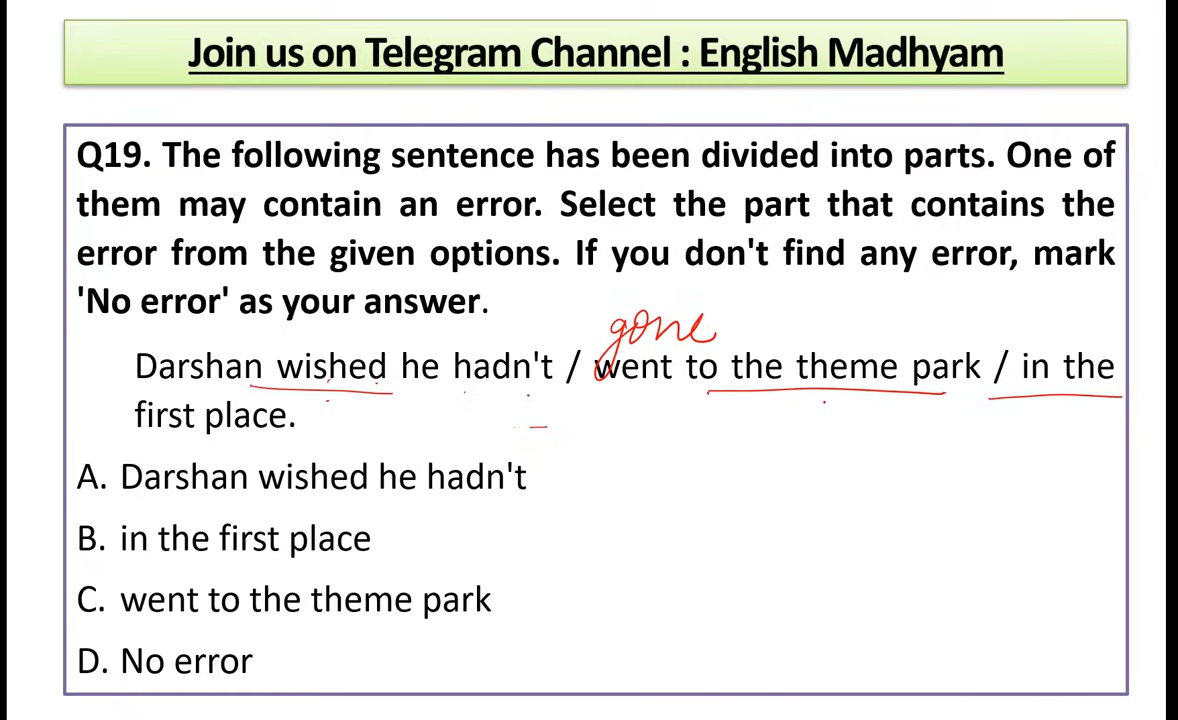 Join us on Telegram Channel : English Madhyam
Q19. The following sentence has been divided into parts. One of
them may contain an error. Select the part that contains the
error from the given options. If you don't find any error, mark
'No error' as your answer.
gone
Darshan wished he hadn't / went to the theme park / in the
first place.
A. Darshan wished he hadn't
B. in the first place
C. went to the theme park
D. No error